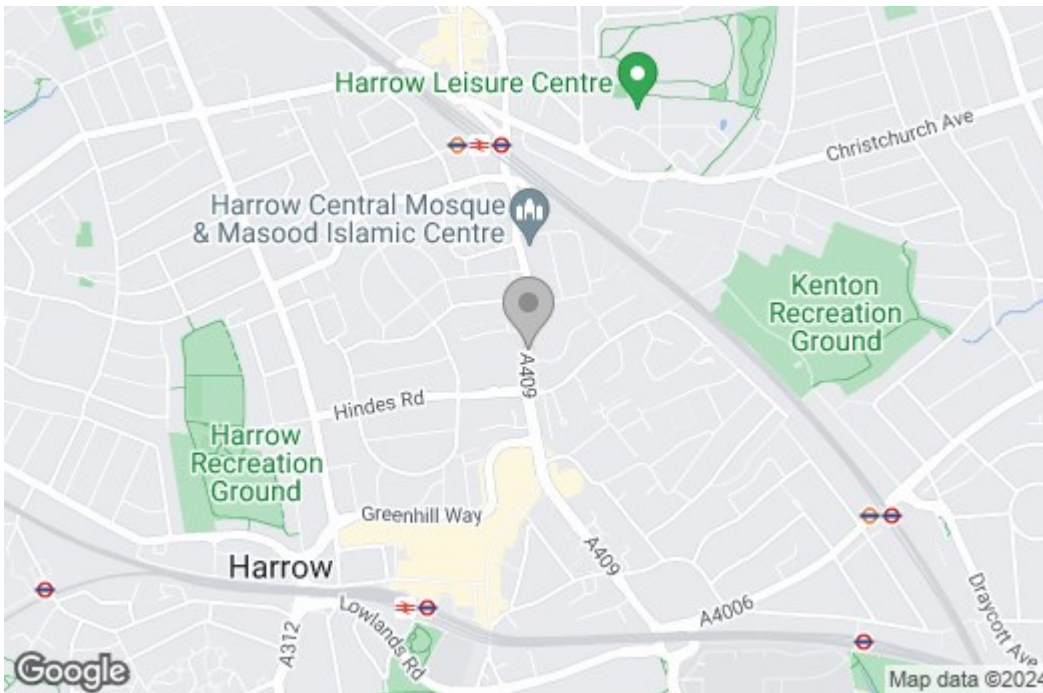 Harrow Leisure Centre
Christchurch Ave
Harrow Central Mosque
& Masood Islamic Centre
Kenton
Recreation
Ground
A409
Hindes Rd
Harrow
Recreation
Ground
Greenhill Way
Harrow
A409
A4006
Draycott Ave
Lowlands Rd
A312
Google
Map data ©2024